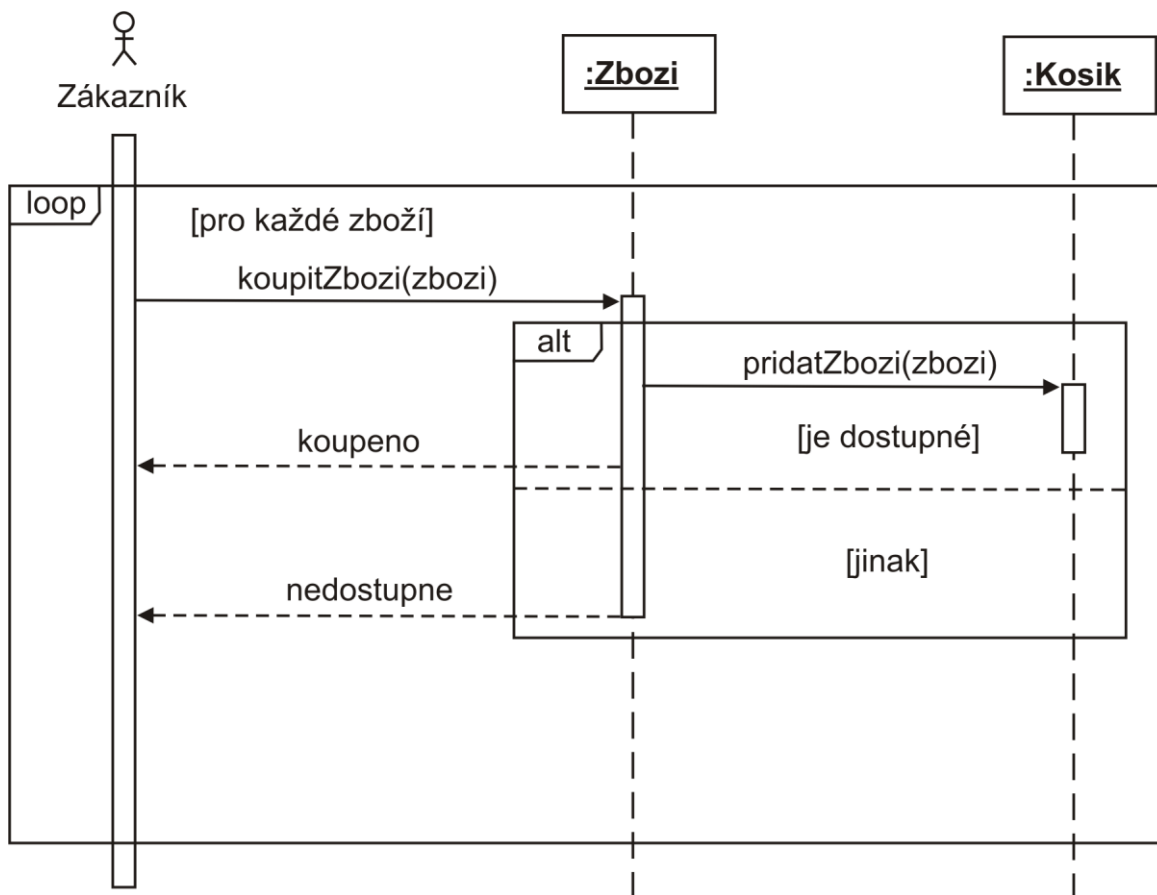 Zákazník
:Zbozi
:Kosik
loop
[pro každé zboží]
koupitZbozi(zbozi)
alt
pridatZbozi(zbozi)
koupeno
[je dostupné]
[jinak]
nedostupne